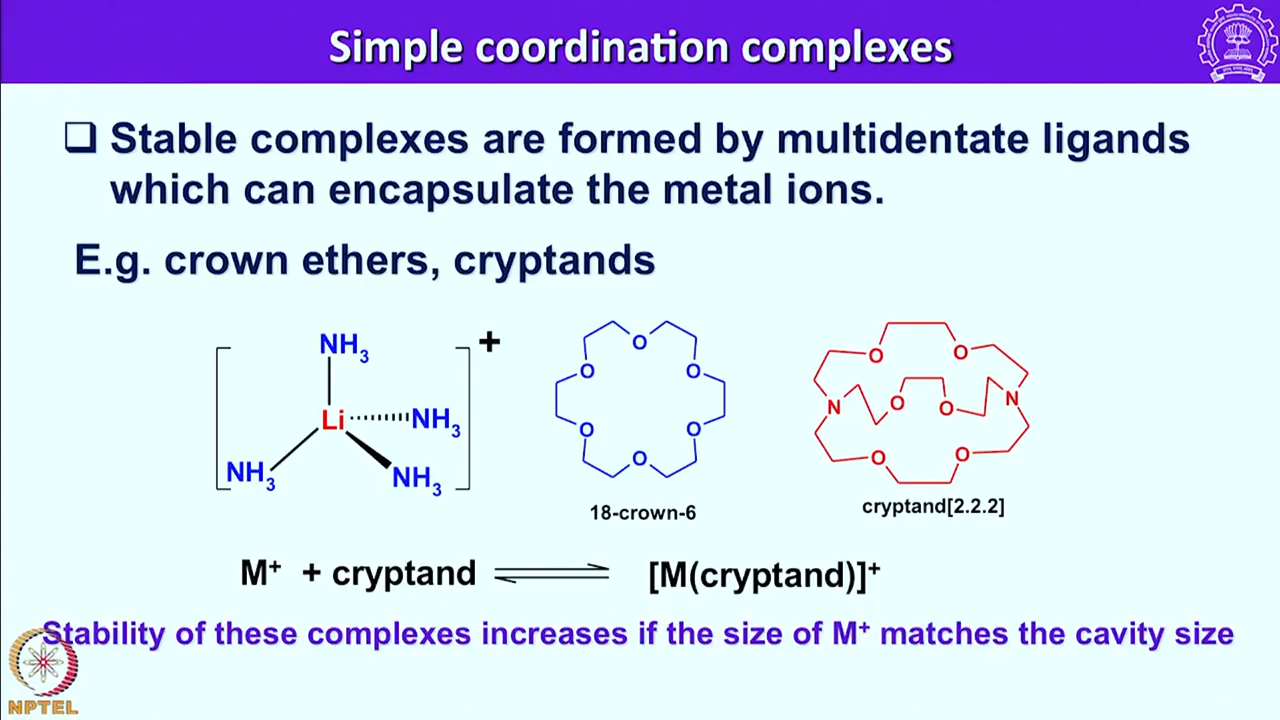 Simple coordination complexes
❑ Stable complexes are formed by multidentate ligands
which can encapsulate the metal ions.
E.g. crown ethers, cryptands
[Li(NH₃ NH₃ NH₃ NH₃)]⁺
O O O O O O
18-crown-6
O O N O O N O O
cryptand[2.2.2]
M⁺ + cryptand ⇌ [M(cryptand)]⁺
Stability of these complexes increases if the size of M⁺ matches the cavity size
NPTEL